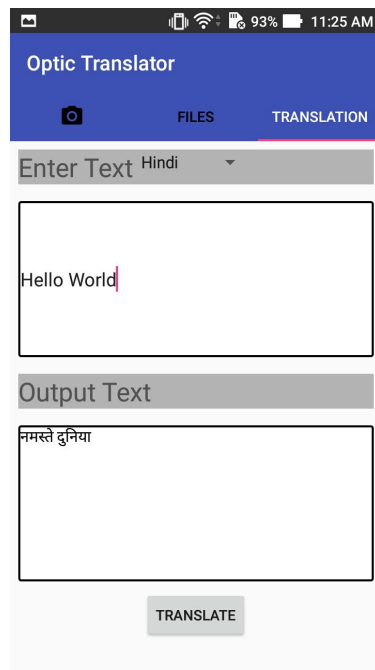 93% 11:25 AM
Optic Translator
FILES TRANSLATION
Enter Text Hindi
Hello World
Output Text
नमस्ते दुनिया
TRANSLATE